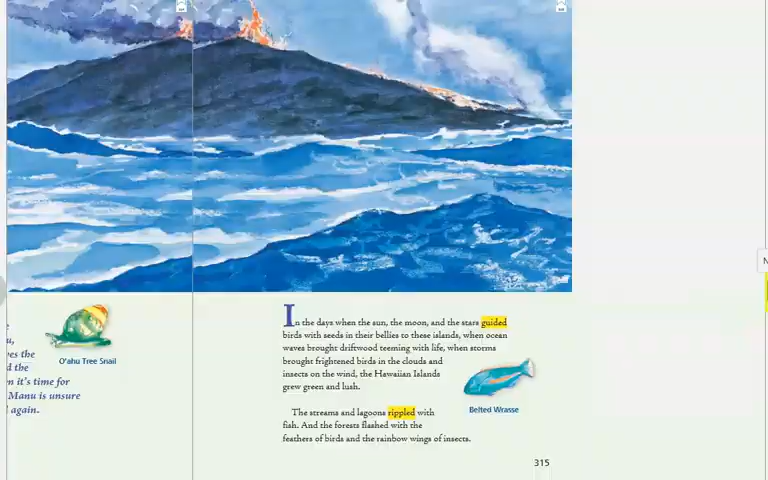 e
u,
ves the
d the
n it's time for
Manu is unsure
l again.
O'ahu Tree Snail
In the days when the sun, the moon, and the stars guided
birds with seeds in their bellies to these islands, when ocean
waves brought driftwood teeming with life, when storms
brought frightened birds in the clouds and
insects on the wind, the Hawaiian Islands
grew green and lush.
Belted Wrasse
The streams and lagoons rippled with
fish. And the forests flashed with the
feathers of birds and the rainbow wings of insects.
315
N